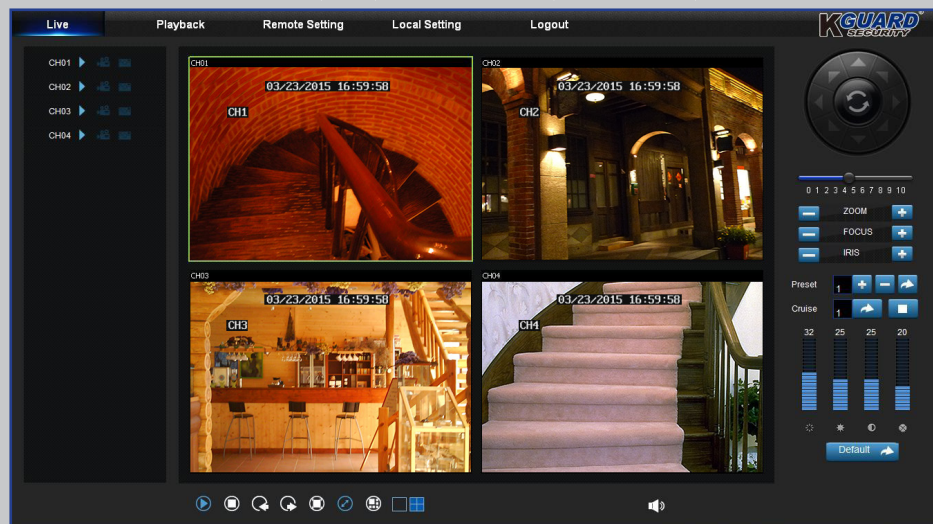 Live Playback Remote Setting Local Setting Logout
KGUARD®
SECURITY
CH01
CH02
CH03
CH04
CH01
03/23/2015 16:59:58
CH1
CH02
03/23/2015 16:59:58
CH2
CH03
03/23/2015 16:59:58
CH3
CH04
03/23/2015 16:59:58
CH4
0 1 2 3 4 5 6 7 8 9 10
ZOOM
FOCUS
IRIS
Preset 1
Cruise 1
32 25 25 20
Default